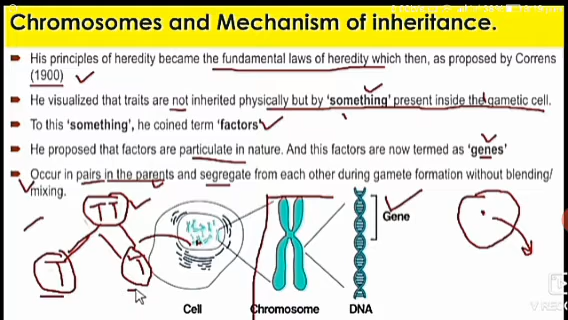 Chromosomes and Mechanism of inheritance.
His principles of heredity became the fundamental laws of heredity which then, as proposed by Correns
(1900)
He visualized that traits are not inherited physically but by 'something' present inside the gametic cell.
To this 'something', he coined term 'factors'
He proposed that factors are particulate in nature. And this factors are now termed as 'genes'
Occur in pairs in the parents and segregate from each other during gamete formation without blending/
mixing.
TT
T
T
Gene
Cell
Chromosome
DNA